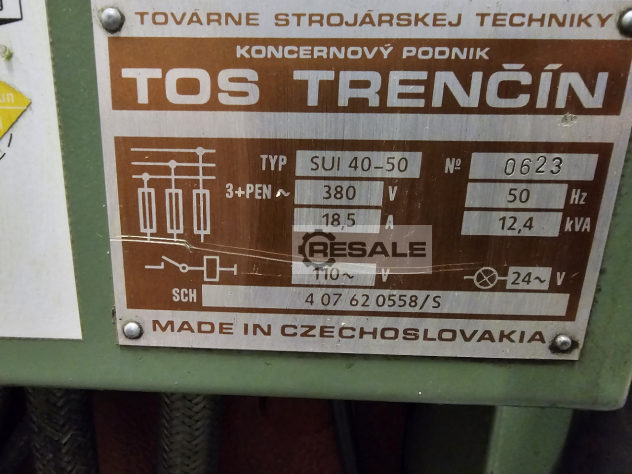 TOVÁRNE STROJÁRSKEJ TECHNIKY
KONCERNOVÝ PODNIK
TOS TRENČÍN
TYP SUI 40-50 № 0623
3+PEN ~ 380 V 50 Hz
18,5 A 12,4 kVA
RESALE
110~ V 24~ V
SCH 4 07 62 0558/S
MADE IN CZECHOSLOVAKIA